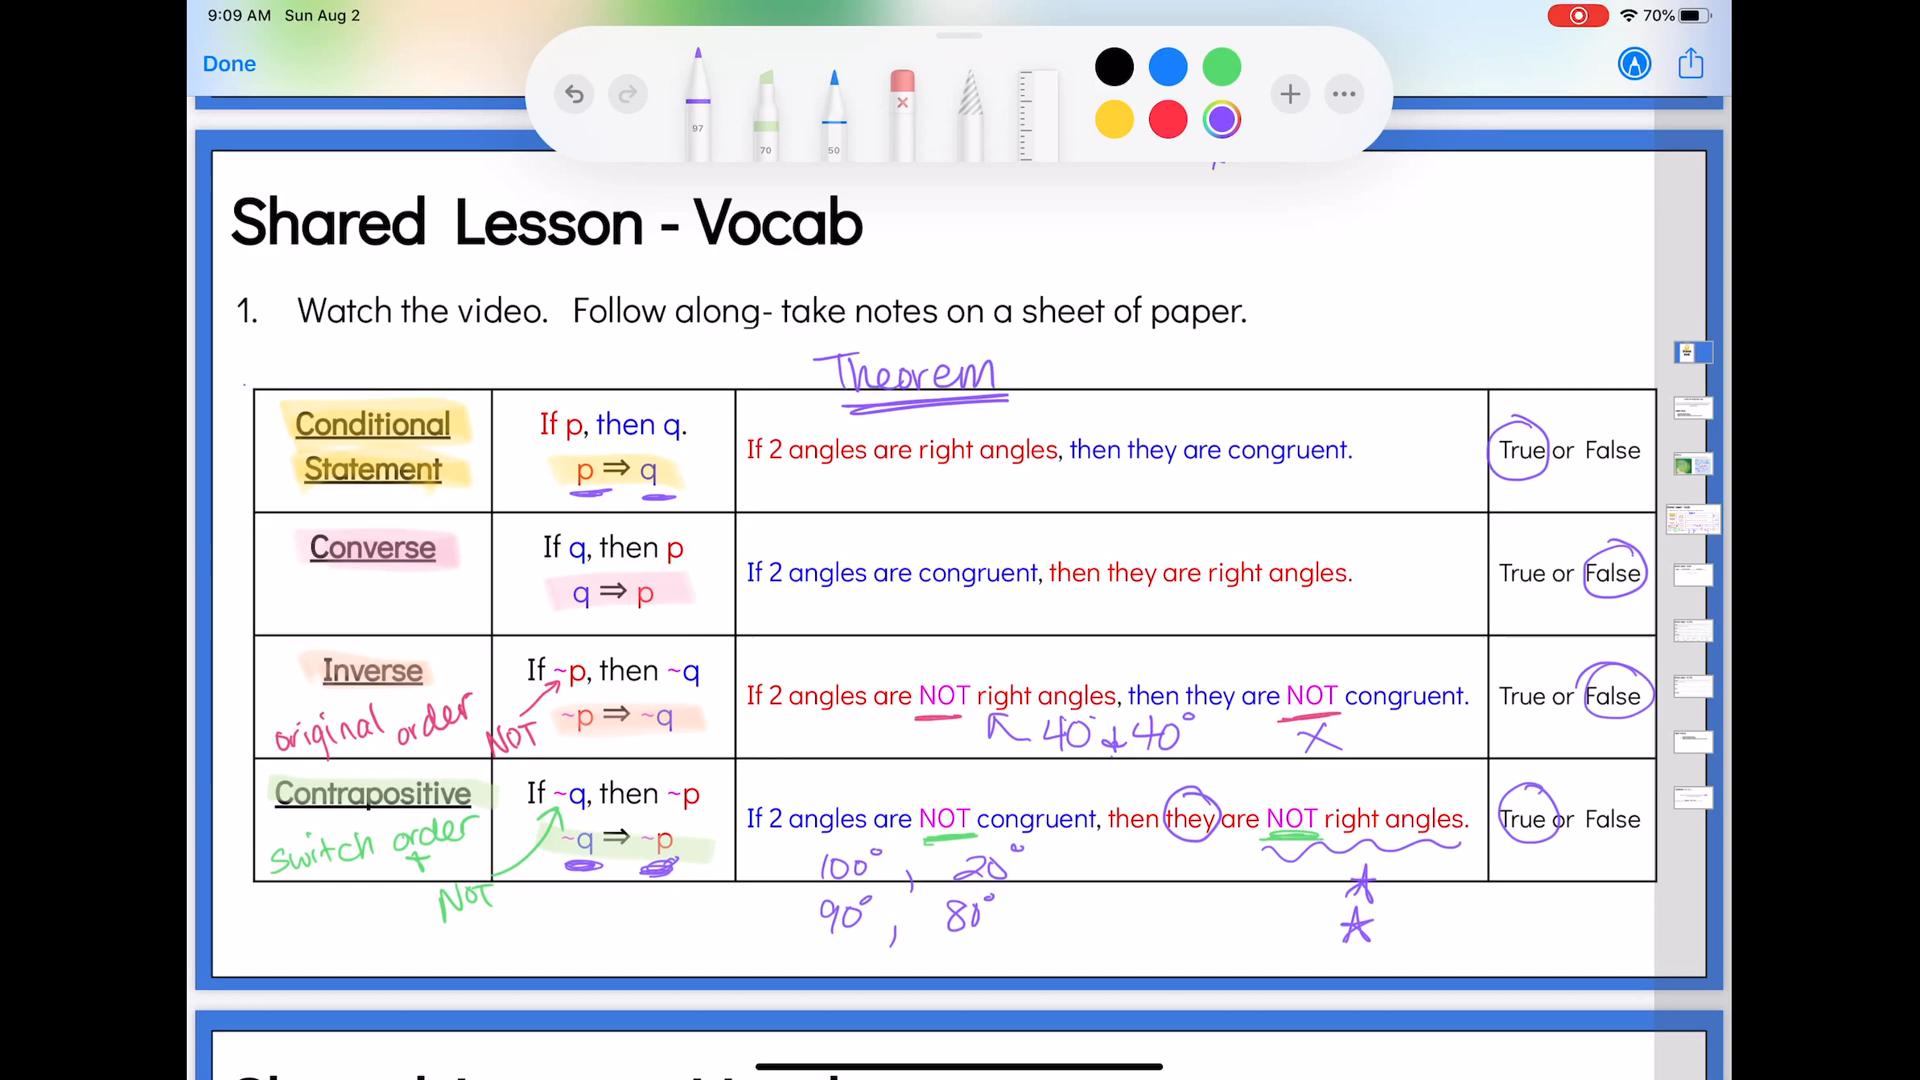 9:09 AM Sun Aug 2
70%
Done
97
70
50
Shared Lesson - Vocab
1. Watch the video. Follow along- take notes on a sheet of paper.
Theorem
Conditional Statement
If p, then q.
p ⇒ q
If 2 angles are right angles, then they are congruent.
True or False
Converse
If q, then p
q ⇒ p
If 2 angles are congruent, then they are right angles.
True or False
Inverse
original order
If ~p, then ~q
NOT
~p ⇒ ~q
If 2 angles are NOT right angles, then they are NOT congruent.
40° + 40°
True or False
Contrapositive
switch order +
NOT
If ~q, then ~p
~q ⇒ ~p
If 2 angles are NOT congruent, then they are NOT right angles.
100°, 20°
90°, 80°
True or False